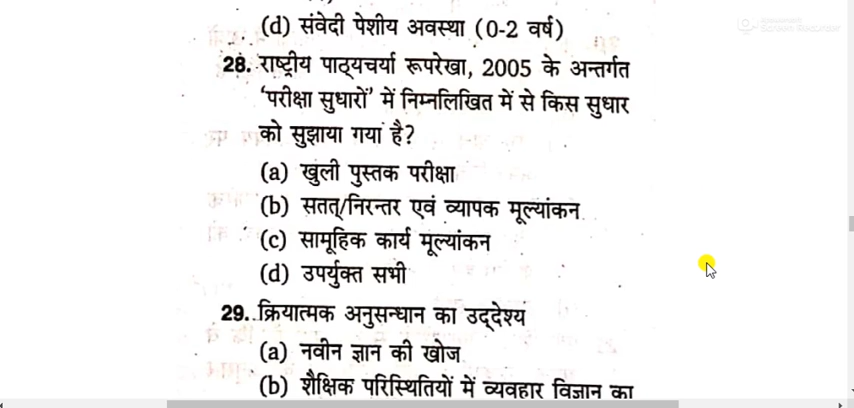 (d) संवेदी पेशीय अवस्था (0-2 वर्ष)
28. राष्ट्रीय पाठ्यचर्या रूपरेखा, 2005 के अन्तर्गत
'परीक्षा सुधारों' में निम्नलिखित में से किस सुधार
को सुझाया गया है?
(a) खुली पुस्तक परीक्षा
(b) सतत्/निरन्तर एवं व्यापक मूल्यांकन
(c) सामूहिक कार्य मूल्यांकन
(d) उपर्युक्त सभी
29. क्रियात्मक अनुसन्धान का उद्देश्य
(a) नवीन ज्ञान की खोज
(b) शैक्षिक परिस्थितियों में व्यवहार विज्ञान का